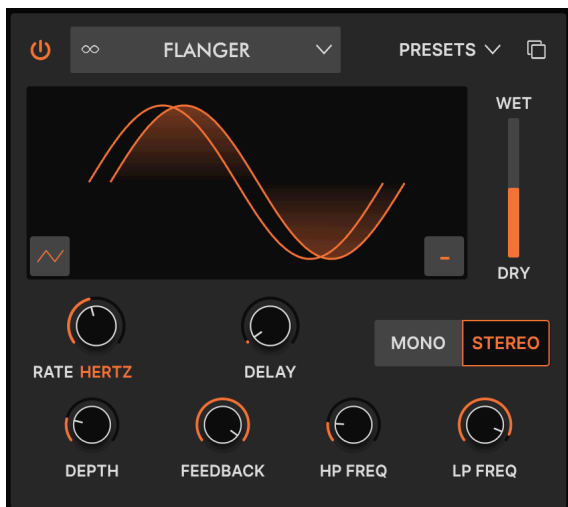 FLANGER
PRESETS
WET
DRY
RATE HERTZ
DELAY
MONO
STEREO
DEPTH
FEEDBACK
HP FREQ
LP FREQ